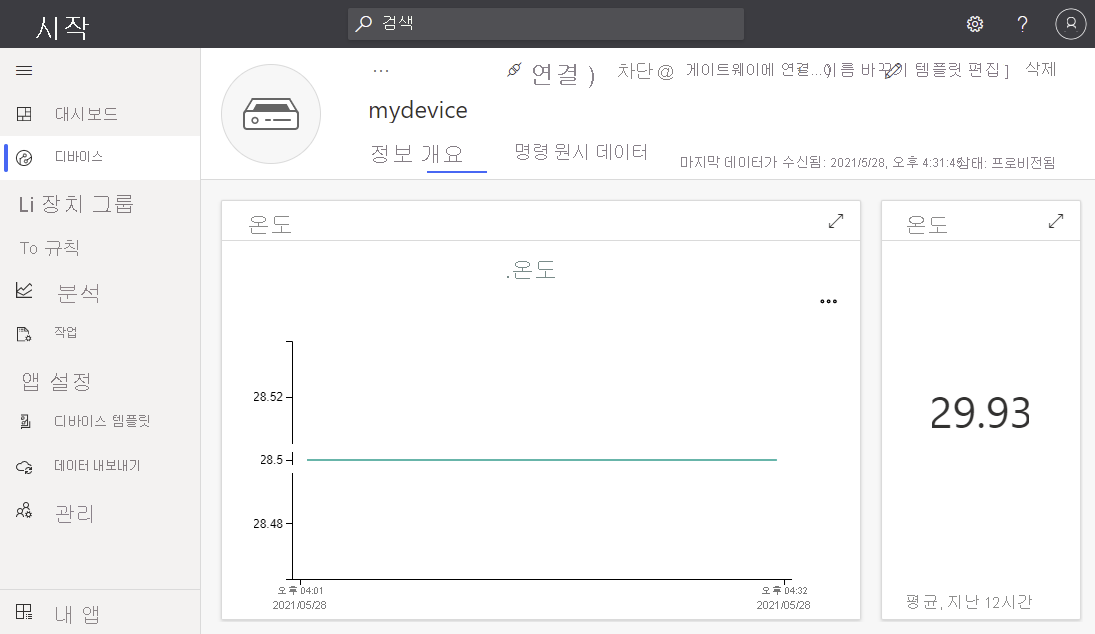 시작
검색
?
대시보드
디바이스
Li 장치 그룹
To 규칙
분석
작업
앱 설정
디바이스 템플릿
데이터 내보내기
관리
내 앱
...
연결 ) 차단 @ 게이트웨이에 연결... 이름 바꾸기 템플릿 편집 ] 삭제
mydevice
정보 개요 명령 원시 데이터
마지막 데이터가 수신됨: 2021/5/28, 오후 4:31:49 상태: 프로비전됨
온도
.온도
28.52
28.5
28.48
오후 04:01 오후 04:32
2021/05/28 2021/05/28
온도
29.93
평균, 지난 12시간